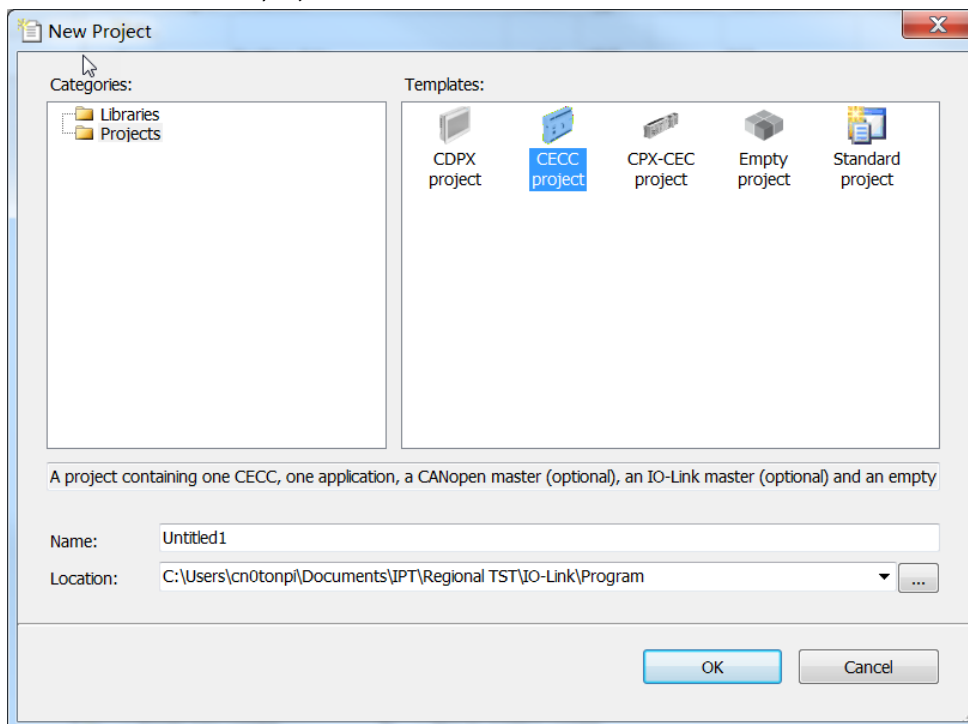 New Project
Categories:
Templates:
Libraries
Projects
CDPX
project
CECC
project
CPX-CEC
project
Empty
project
Standard
project
A project containing one CECC, one application, a CANopen master (optional), an IO-Link master (optional) and an empty
Name:
Untitled1
Location:
C:\Users\cn0tonpi\Documents\IPT\Regional TST\IO-Link\Program
...
OK
Cancel